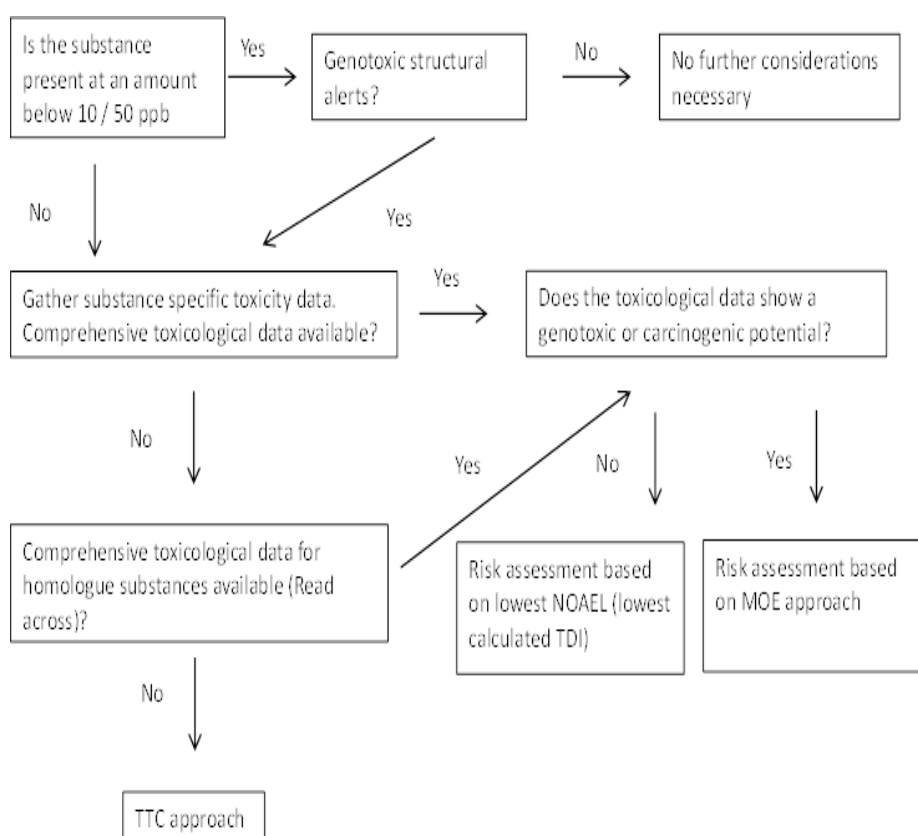 Is the substance
present at an amount
below 10 / 50 ppb
Yes
Genotoxic structural
alerts?
No
No further considerations
necessary
No
Yes
Gather substance specific toxicity data.
Comprehensive toxicological data available?
Yes
Does the toxicological data show a
genotoxic or carcinogenic potential?
No
Yes
No
Yes
Comprehensive toxicological data for
homologue substances available (Read
across)?
Risk assessment based
on lowest NOAEL (lowest
calculated TDI)
Risk assessment based
on MOE approach
No
TTC approach